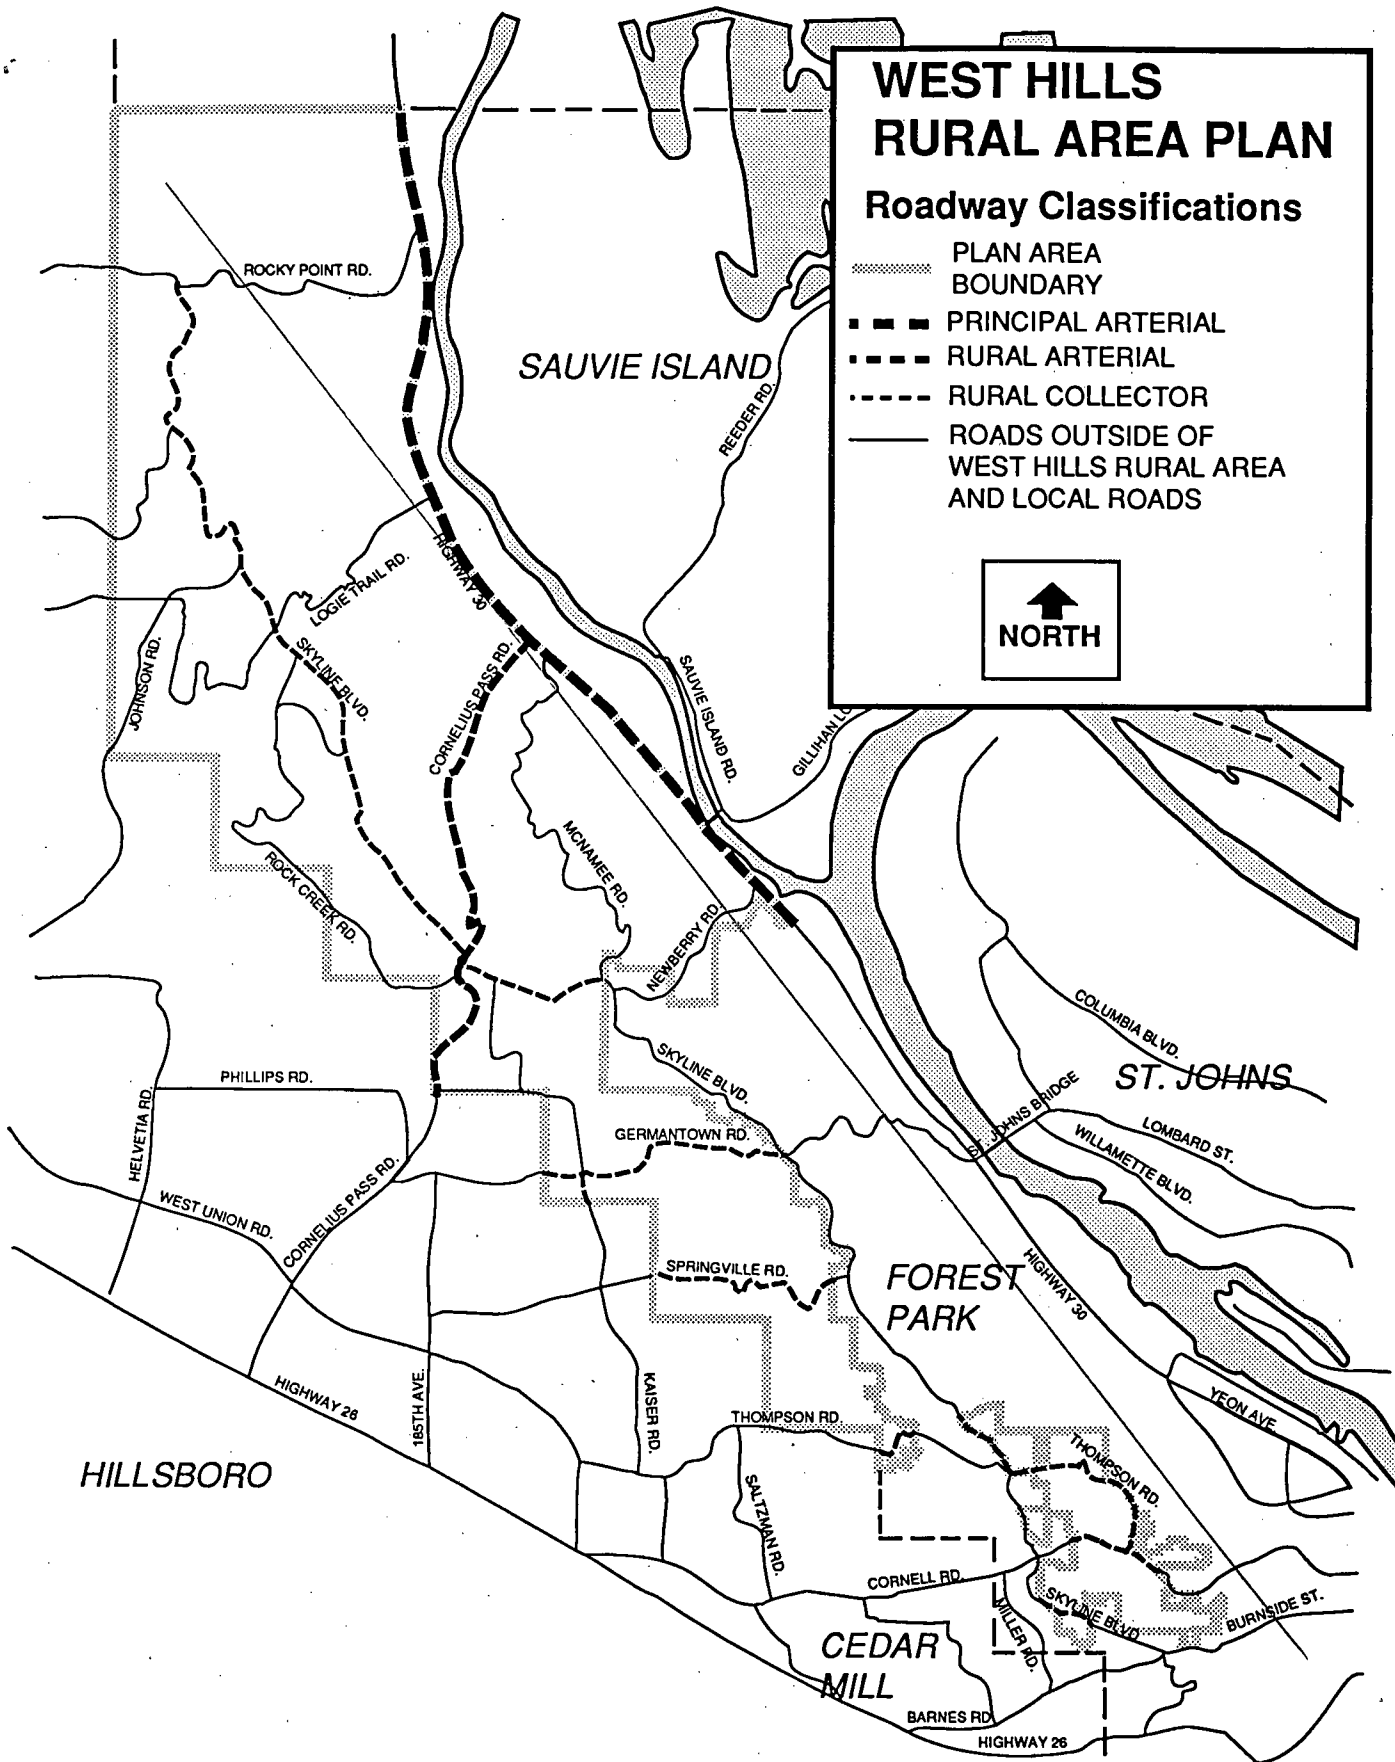 WEST HILLS
RURAL AREA PLAN
Roadway Classifications
PLAN AREA
BOUNDARY
PRINCIPAL ARTERIAL
RURAL ARTERIAL
RURAL COLLECTOR
ROADS OUTSIDE OF
WEST HILLS RURAL AREA
AND LOCAL ROADS
NORTH
ROCKY POINT RD.
SAUVIE ISLAND
REEDER RD.
HIGHWAY 30
LOGIE TRAIL RD.
SKYLINE BLVD.
JOHNSON RD.
CORNELIUS PASS RD.
SAUVIE ISLAND RD.
GILLIHAN LO
MCNAMEE RD.
ROCK CREEK RD.
NEWBERRY RD.
COLUMBIA BLVD.
SKYLINE BLVD.
ST. JOHNS
PHILLIPS RD.
HELVETIA RD.
ST. JOHNS BRIDGE
GERMANTOWN RD.
LOMBARD ST.
WILLAMETTE BLVD.
WEST UNION RD.
CORNELIUS PASS RD.
SPRINGVILLE RD.
FOREST
PARK
HIGHWAY 30
HIGHWAY 26
185TH AVE.
KAISER RD.
THOMPSON RD.
YEON AVE.
HILLSBORO
THOMPSON RD.
SALTZMAN RD.
CORNELL RD.
MILLER RD.
SKYLINE BLVD.
BURNSIDE ST.
CEDAR
MILL
BARNES RD.
HIGHWAY 26